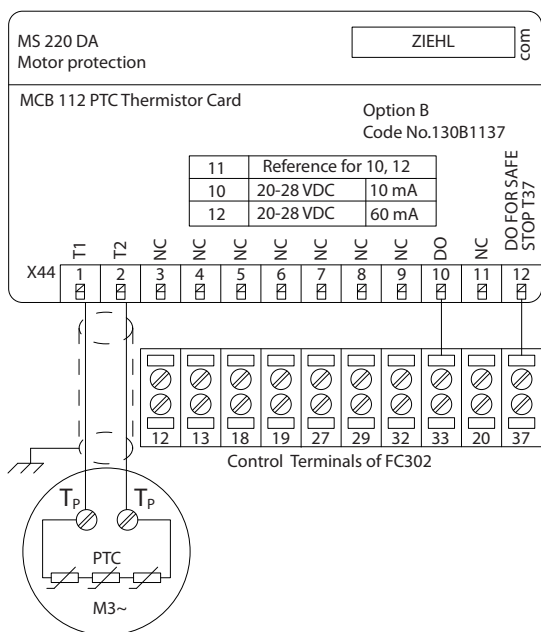 MS 220 DA
Motor protection
ZIEHL
com
MCB 112 PTC Thermistor Card
Option B
Code No.130B1137
11 Reference for 10, 12
10 20-28 VDC 10 mA
12 20-28 VDC 60 mA
T1 T2 NC NC NC NC NC NC NC DO NC DO FOR SAFE STOP T37
X44 1 2 3 4 5 6 7 8 9 10 11 12
12 13 18 19 27 29 32 33 20 37
Control Terminals of FC302
TP TP
PTC
M3~